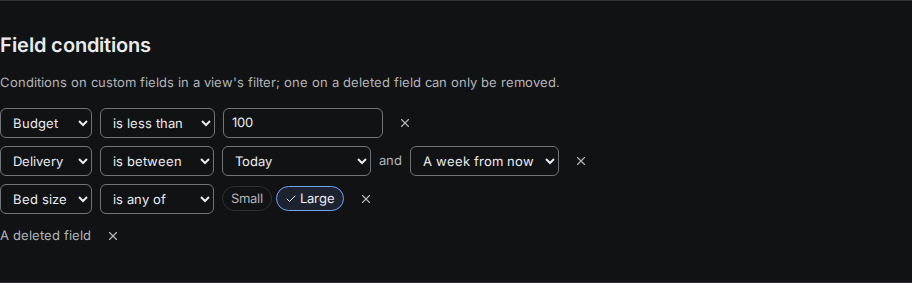 Field conditions
Conditions on custom fields in a view's filter; one on a deleted field can only be removed.
Budget is less than 100
Delivery is between Today and A week from now
Bed size is any of Small Large
A deleted field